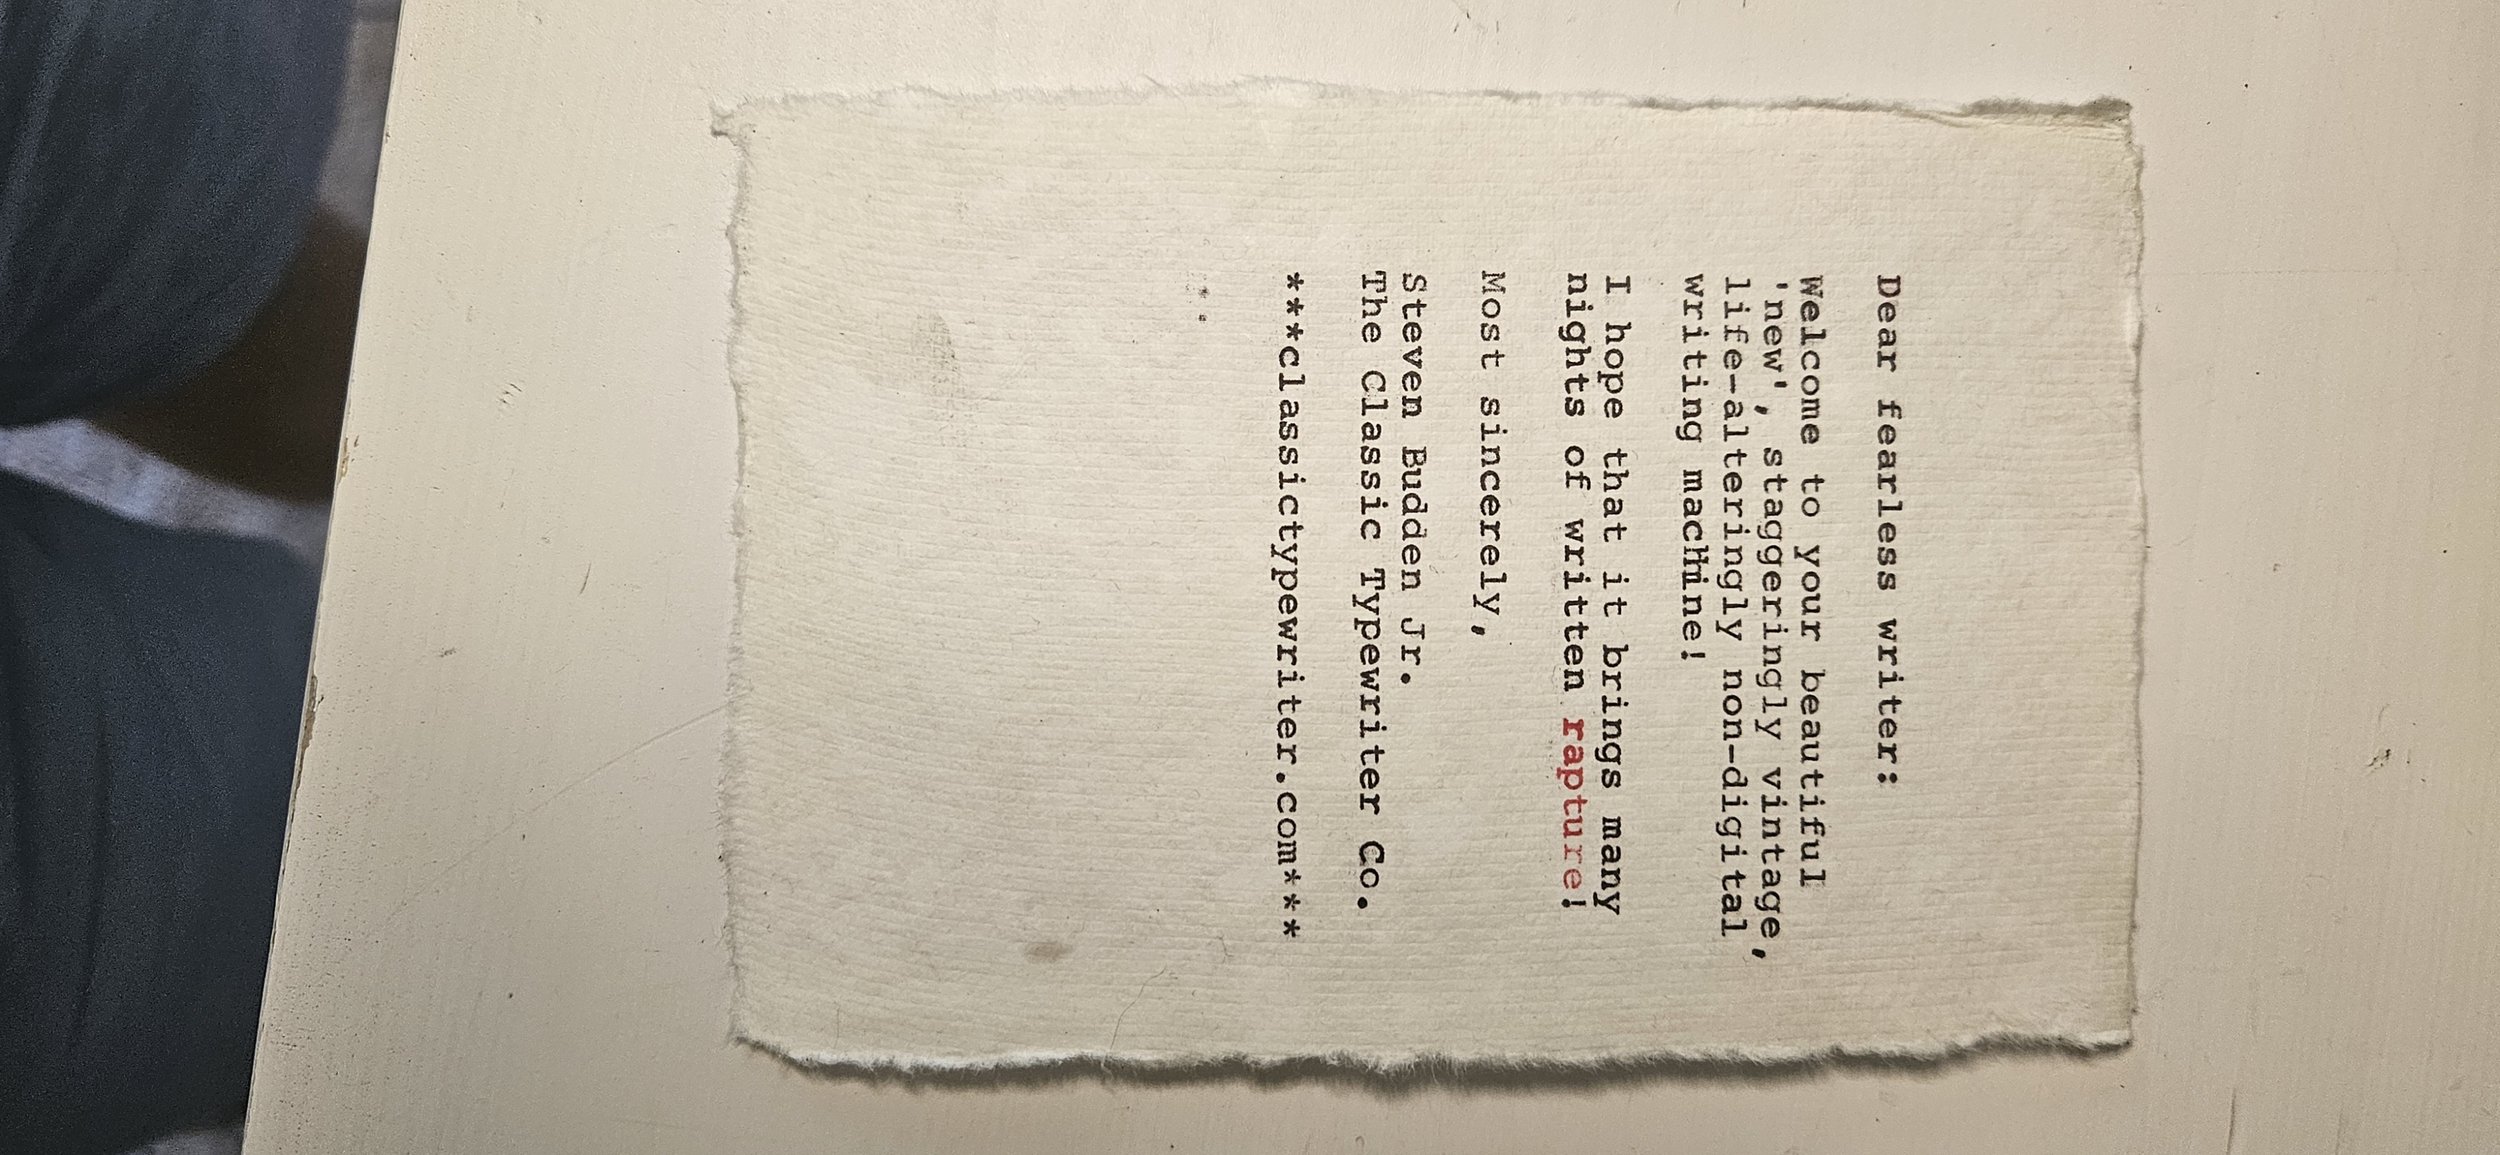 Dear fearless writer:
Welcome to your beautiful
'new', staggeringly vintage,
life-alteringly non-digital,
writing machine!
I hope that it brings many
nights of written rapture!
Most sincerely,
Steven Budden Jr.
The Classic Typewriter Co.
***classictypewriter.com***